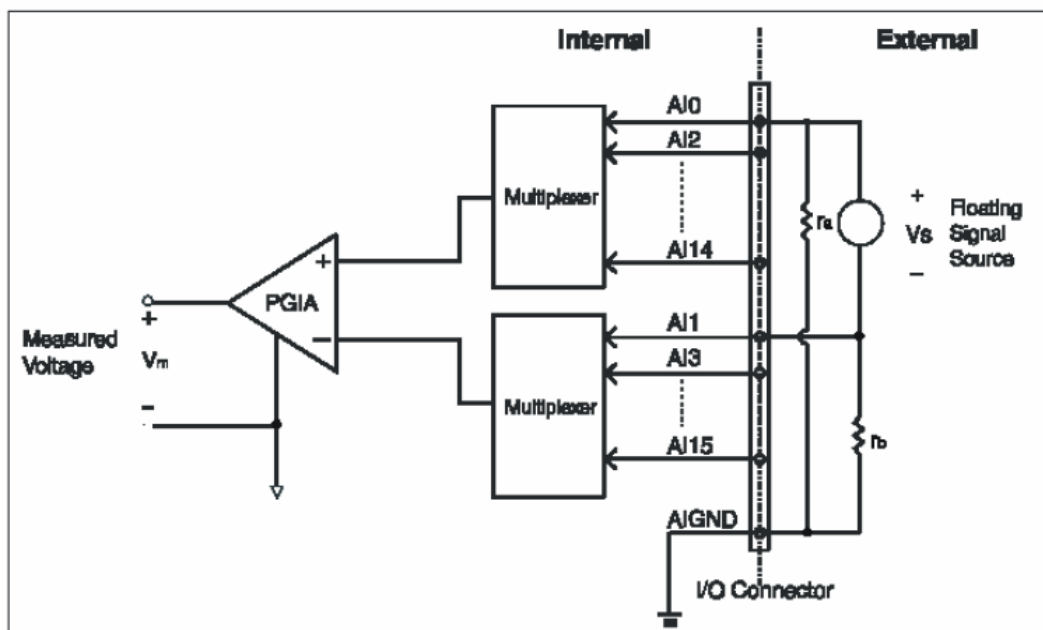 Internal
External
AI0
AI2
Multiplexer
AI14
+
PGIA
−
Measured
Voltage
+
Vm
-
AI1
AI3
Multiplexer
AI15
AIGND
I/O Connector
ra
rb
+
Vs
−
Floating
Signal
Source